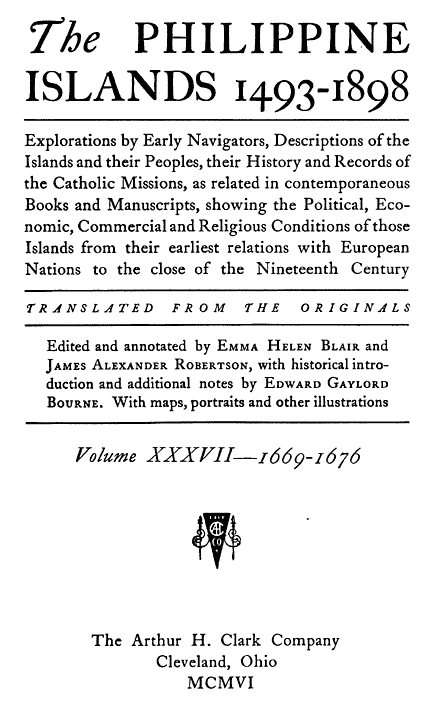 The PHILIPPINE
ISLANDS 1493-1898
Explorations by Early Navigators, Descriptions of the
Islands and their Peoples, their History and Records of
the Catholic Missions, as related in contemporaneous
Books and Manuscripts, showing the Political, Eco-
nomic, Commercial and Religious Conditions of those
Islands from their earliest relations with European
Nations to the close of the Nineteenth Century
TRANSLATED FROM THE ORIGINALS
Edited and annotated by EMMA HELEN BLAIR and
JAMES ALEXANDER ROBERTSON, with historical intro-
duction and additional notes by EDWARD GAYLORD
BOURNE. With maps, portraits and other illustrations
Volume XXXVII—1669-1676
The Arthur H. Clark Company
Cleveland, Ohio
MCMVI